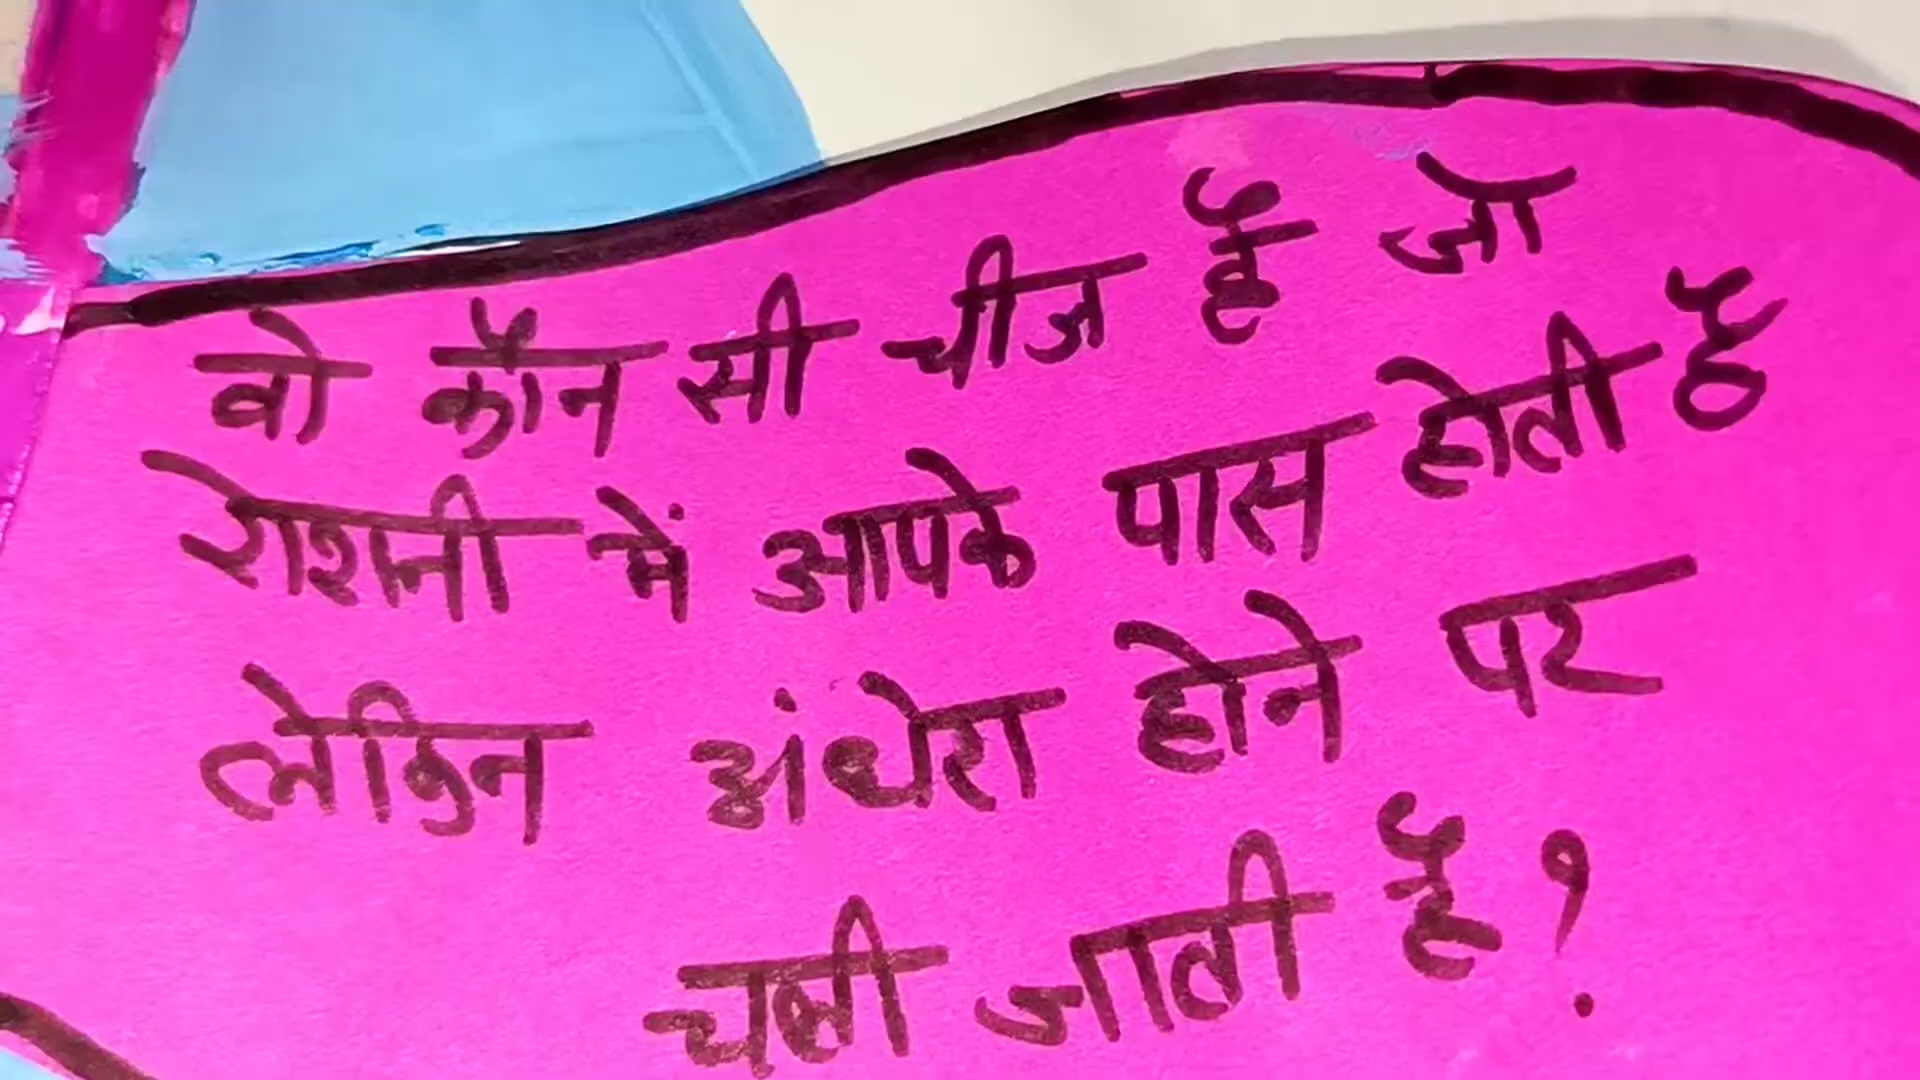 वो कौन सी चीज है जो
रोशनी में आपके पास होती है
लेकिन अंधेरा होने पर
चली जाती है?